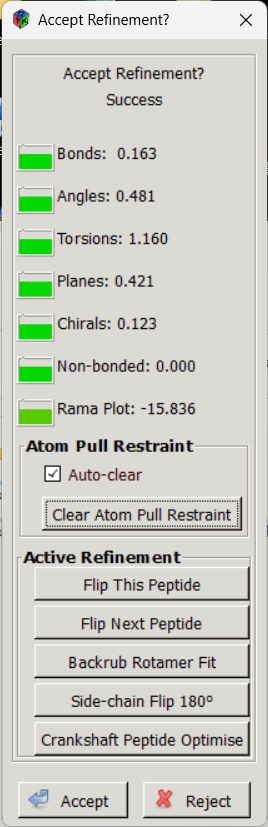 Accept Refinement?
Accept Refinement?
Success
Bonds:  0.163
Angles: 0.481
Torsions: 1.160
Planes: 0.421
Chirals: 0.123
Non-bonded: 0.000
Rama Plot: -15.836
Atom Pull Restraint
Auto-clear
Clear Atom Pull Restraint
Active Refinement
Flip This Peptide
Flip Next Peptide
Backrub Rotamer Fit
Side-chain Flip 180º
Crankshaft Peptide Optimise
Accept
Reject